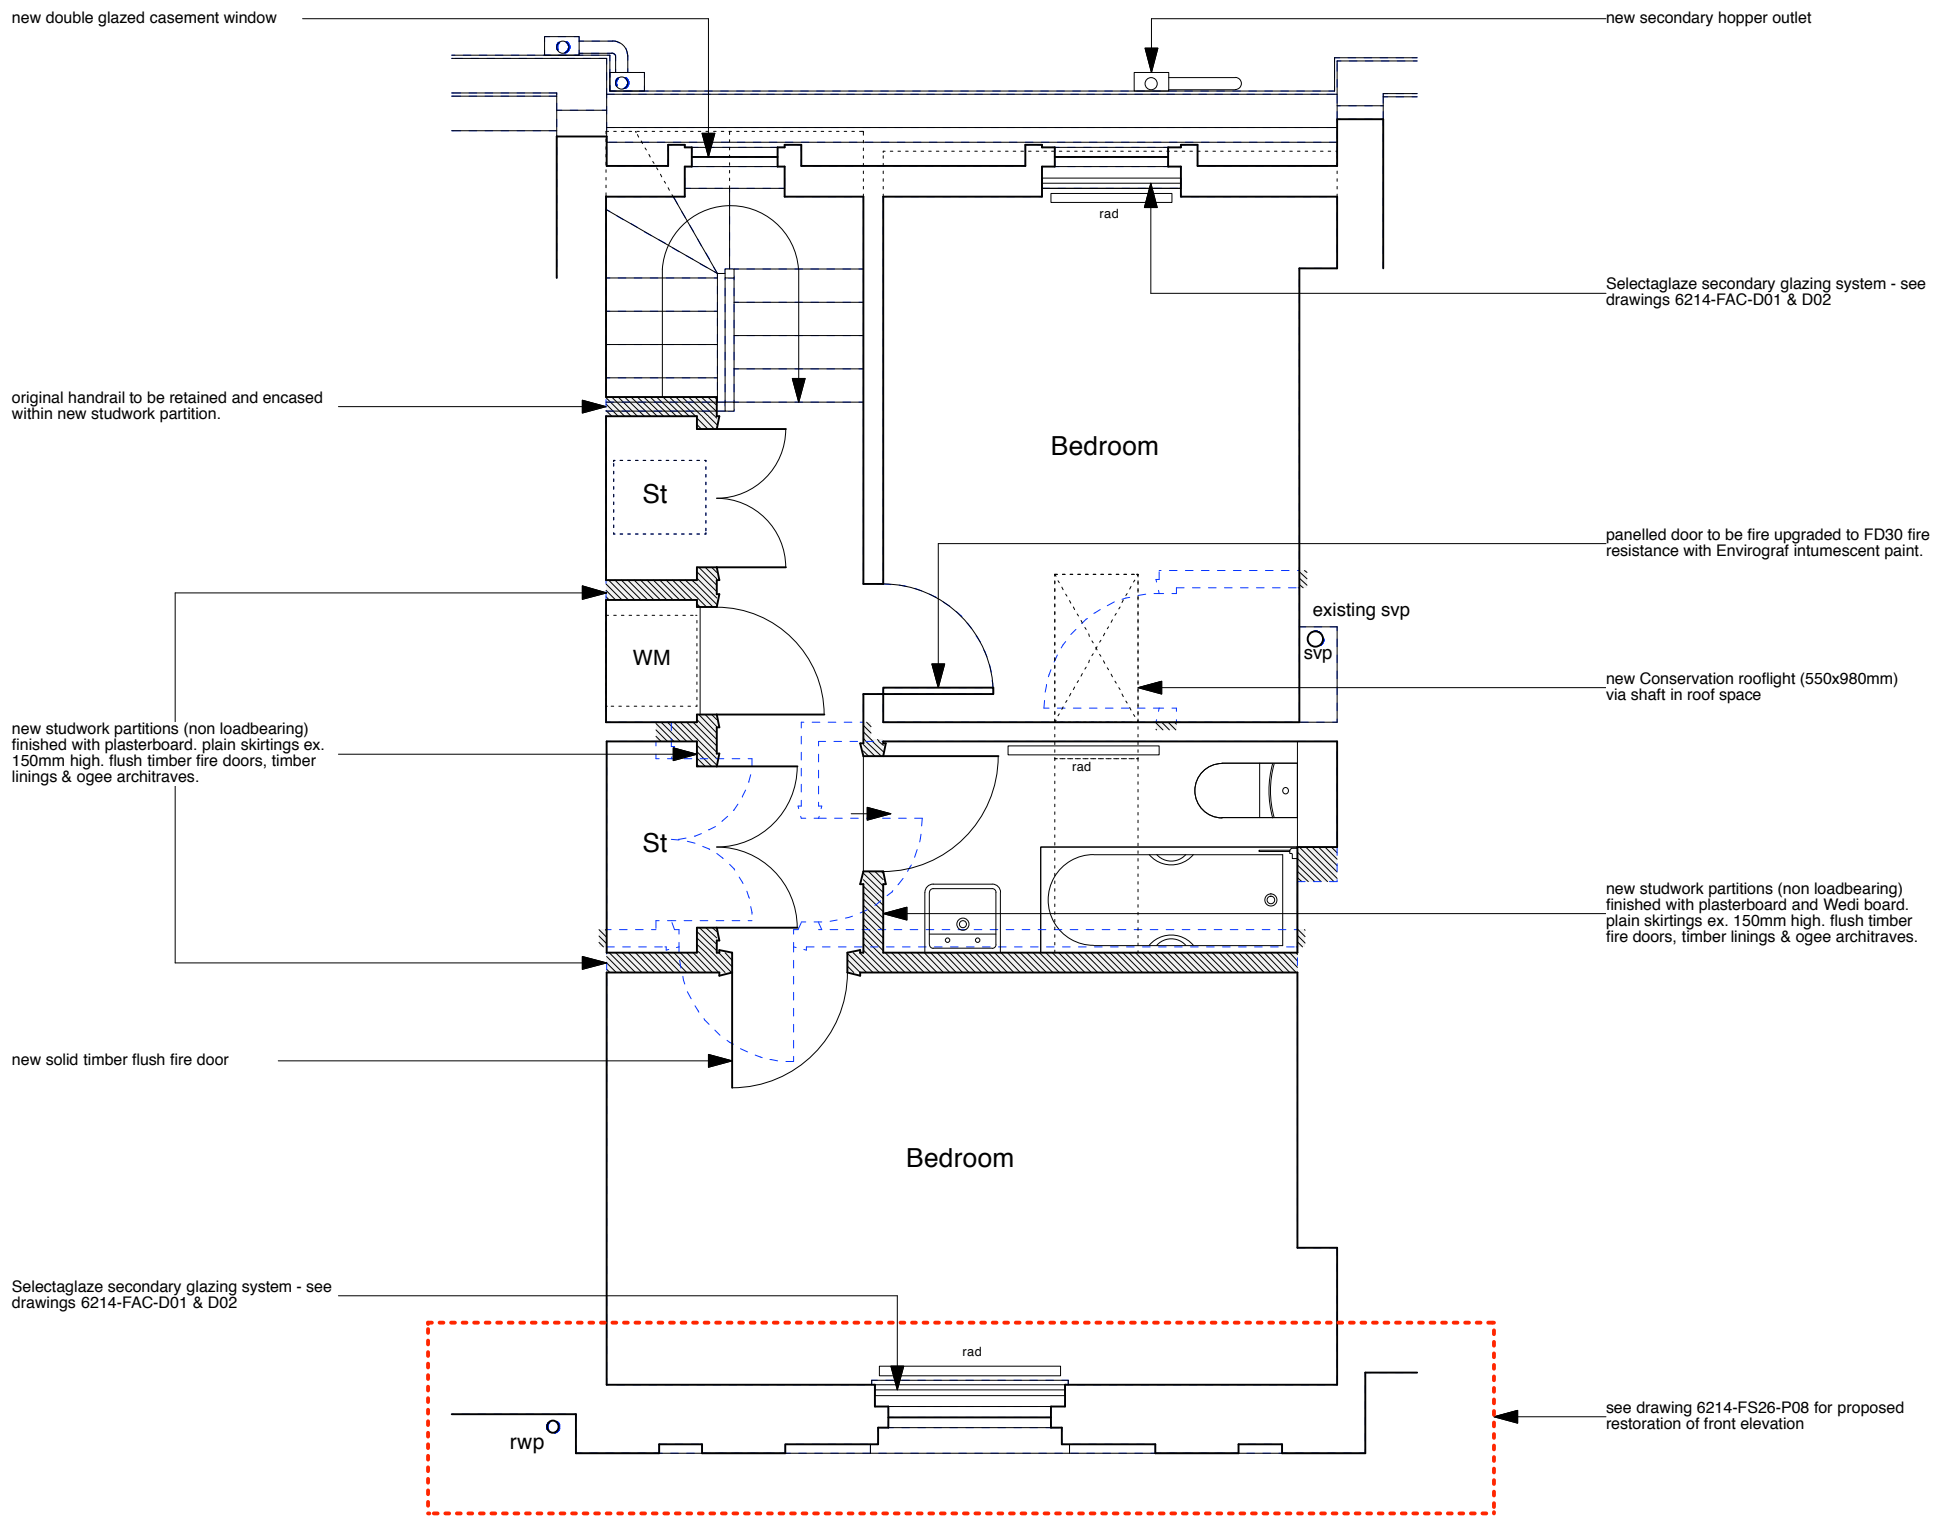 new double glazed casement window
new secondary hopper outlet
rad
Selectaglaze secondary glazing system - see
drawings 6214-FAC-D01 & D02
original handrail to be retained and encased
within new studwork partition.
Bedroom
St
panelled door to be fire upgraded to FD30 fire
resistance with Envirograf intumescent paint.
existing svp
svp
WM
new Conservation rooflight (550x980mm)
via shaft in roof space
new studwork partitions (non loadbearing)
finished with plasterboard. plain skirtings ex.
150mm high. flush timber fire doors, timber
linings & ogee architraves.
rad
St
new studwork partitions (non loadbearing)
finished with plasterboard and Wedi board.
plain skirtings ex. 150mm high. flush timber
fire doors, timber linings & ogee architraves.
new solid timber flush fire door
Bedroom
Selectaglaze secondary glazing system - see
drawings 6214-FAC-D01 & D02
rad
see drawing 6214-FS26-P08 for proposed
restoration of front elevation
rwp